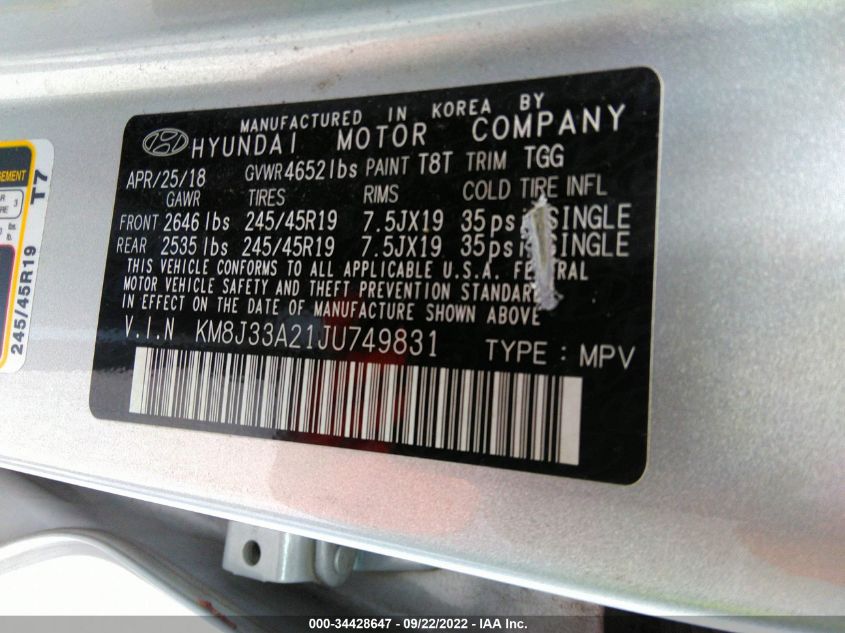 MANUFACTURED IN KOREA BY
HYUNDAI MOTOR COMPANY
APR/25/18 GVWR 4652 lbs PAINT T8T TRIM TGG
GAWR TIRES RIMS COLD TIRE INFL
FRONT 2646 lbs 245/45R19 7.5JX19 35 psi SINGLE
REAR 2535 lbs 245/45R19 7.5JX19 35 psi SINGLE
THIS VEHICLE CONFORMS TO ALL APPLICABLE U.S.A.
MOTOR VEHICLE SAFETY AND THEFT PREVENTION STANDARDS
IN EFFECT ON THE DATE OF MANUFACTURE SHOWN ABOVE
V.I.N KM8J33A21JU749831 TYPE : MPV
245/45R19 T7
000-34428647 - 09/22/2022 - IAA Inc.